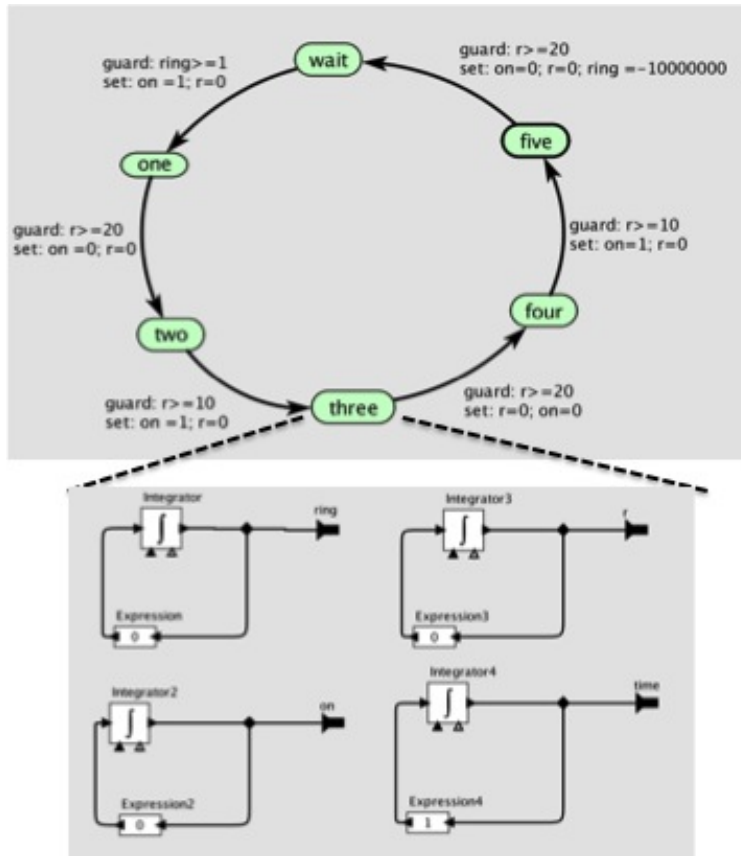 wait
guard: ring>=1
set: on =1; r=0
guard: r>=20
set: on=0; r=0; ring =-10000000
one
five
guard: r>=20
set: on =0; r=0
guard: r>=10
set: on=1; r=0
two
four
guard: r>=10
set: on =1; r=0
three
guard: r>=20
set: r=0; on=0
Integrator
ring
∫
Expression
0
Integrator3
r
∫
Expression3
0
Integrator2
on
∫
Expression2
0
Integrator4
time
∫
Expression4
1